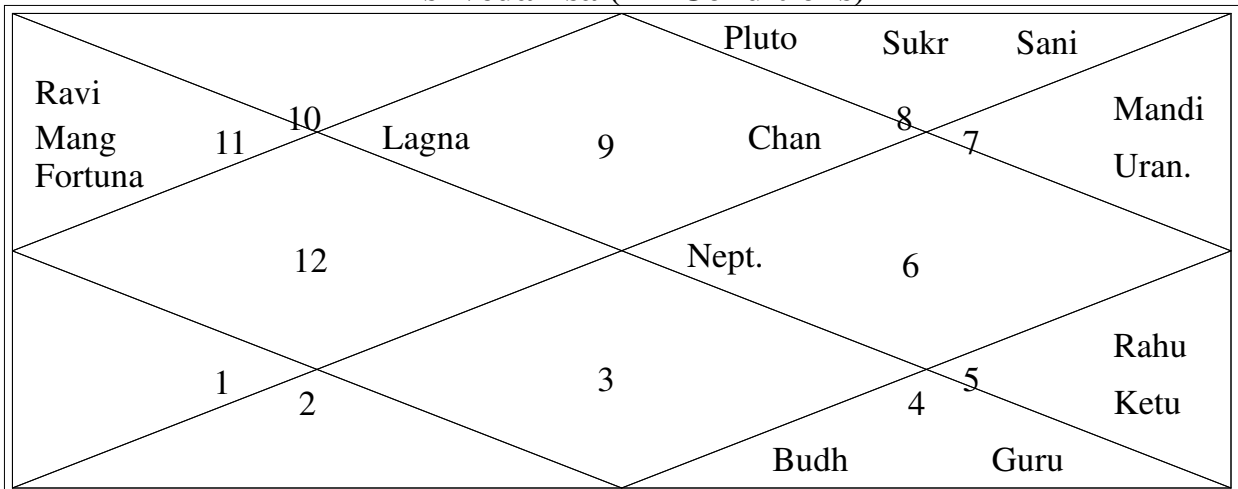 Pluto Sukr Sani
Ravi
Mandi
10 8
Mang 11 Lagna 9 Chan 7
Fortuna
Uran.
12 Nept. 6
Rahu
1 3 5
2 4 Ketu
Budh Guru